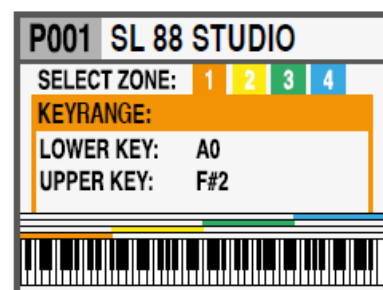 P001 SL 88 STUDIO
SELECT ZONE: 1 2 3 4
KEYRANGE:
LOWER KEY: A0
UPPER KEY: F#2